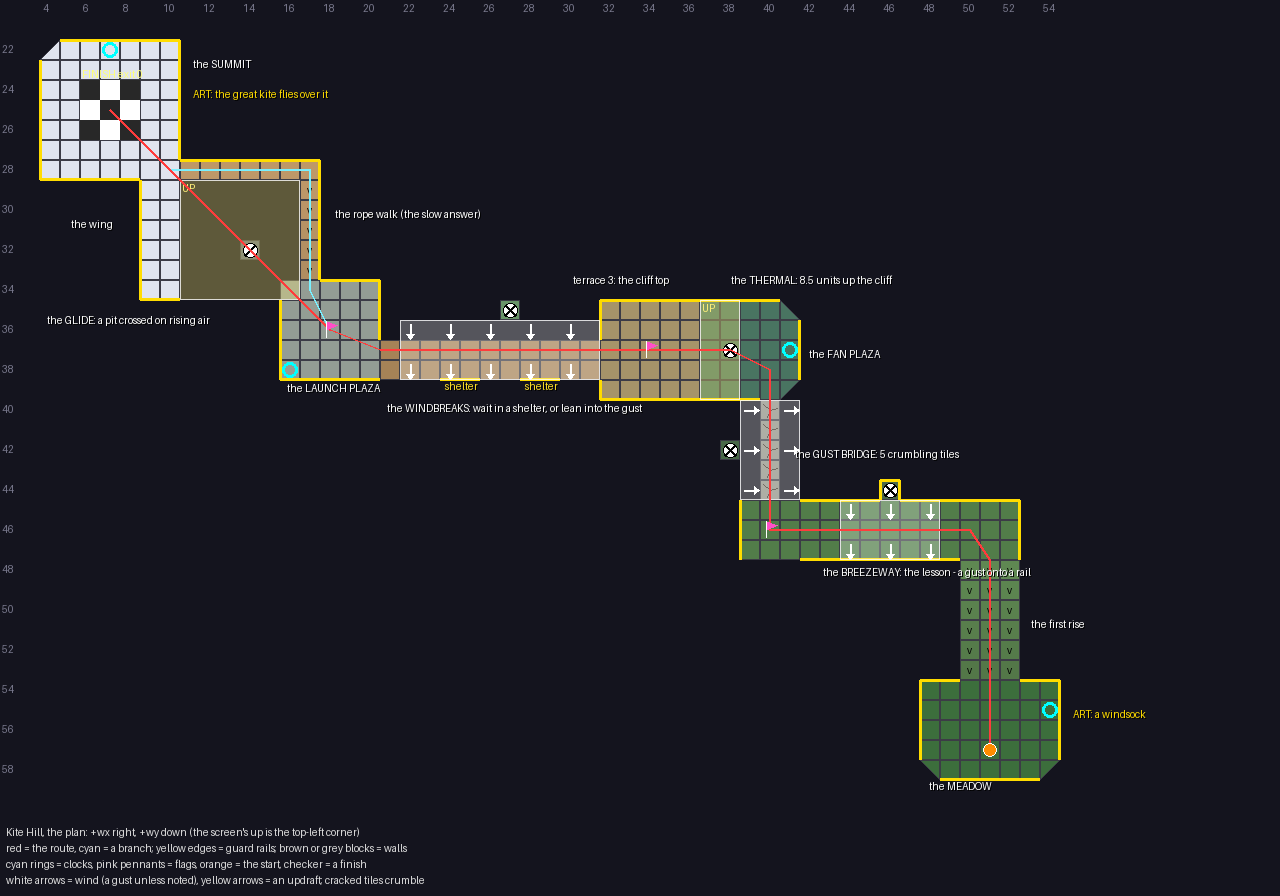 4 6 8 10 12 14 16 18 20 22 24 26 28 30 32 34 36 38 40 42 44 46 48 50 52 54
22
the SUMMIT
24
ART: the great kite flies over it
26
28
UP
30
the rope walk (the slow answer)
the wing
32
34
terrace 3: the cliff top
the THERMAL: 8.5 units up the cliff
UP
the GLIDE: a pit crossed on rising air
36
the FAN PLAZA
38
the LAUNCH PLAZA
shelter
shelter
40
the WINDBREAKS: wait in a shelter, or lean into the gust
42
the GUST BRIDGE: 5 crumbling tiles
44
46
48
the BREEZEWAY: the lesson - a gust onto a rail
v v v
50
v v v
the first rise
v v v
52
v v v
v v v
54
ART: a windsock
56
58
the MEADOW
Kite Hill, the plan: +wx right, +wy down (the screen's up is the top-left corner)
red = the route, cyan = a branch; yellow edges = guard rails; brown or grey blocks = walls
cyan rings = clocks, pink pennants = flags, orange = the start, checker = a finish
white arrows = wind (a gust unless noted), yellow arrows = an updraft; cracked tiles crumble